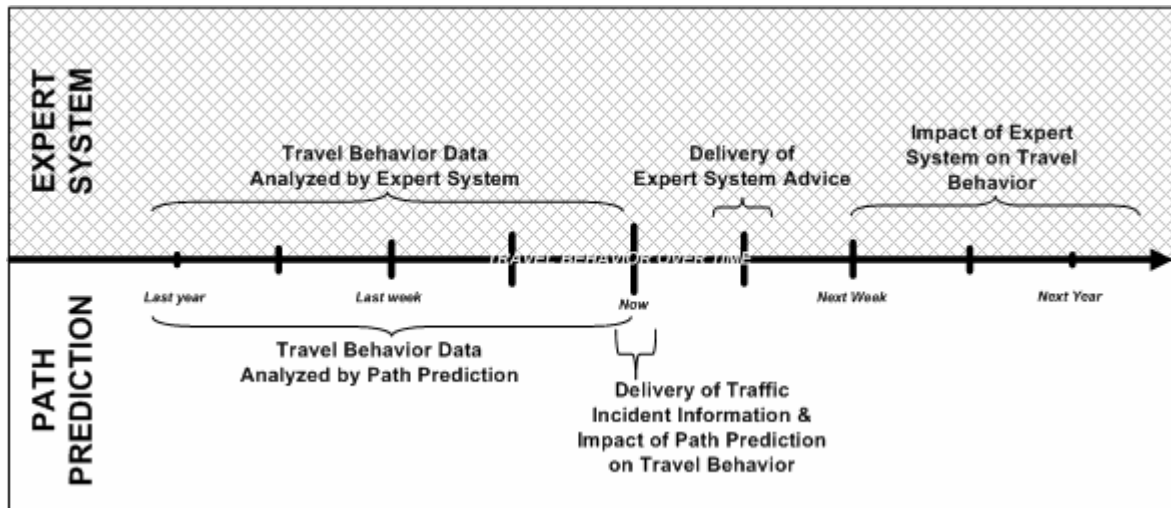 EXPERT
SYSTEM
Travel Behavior Data
Analyzed by Expert System
Delivery of
Expert System Advice
Impact of Expert
System on Travel
Behavior
TRAVEL BEHAVIOR OVER TIME
Last year
Last week
Now
Next Week
Next Year
PATH
PREDICTION
Travel Behavior Data
Analyzed by Path Prediction
Delivery of Traffic
Incident Information &
Impact of Path Prediction
on Travel Behavior